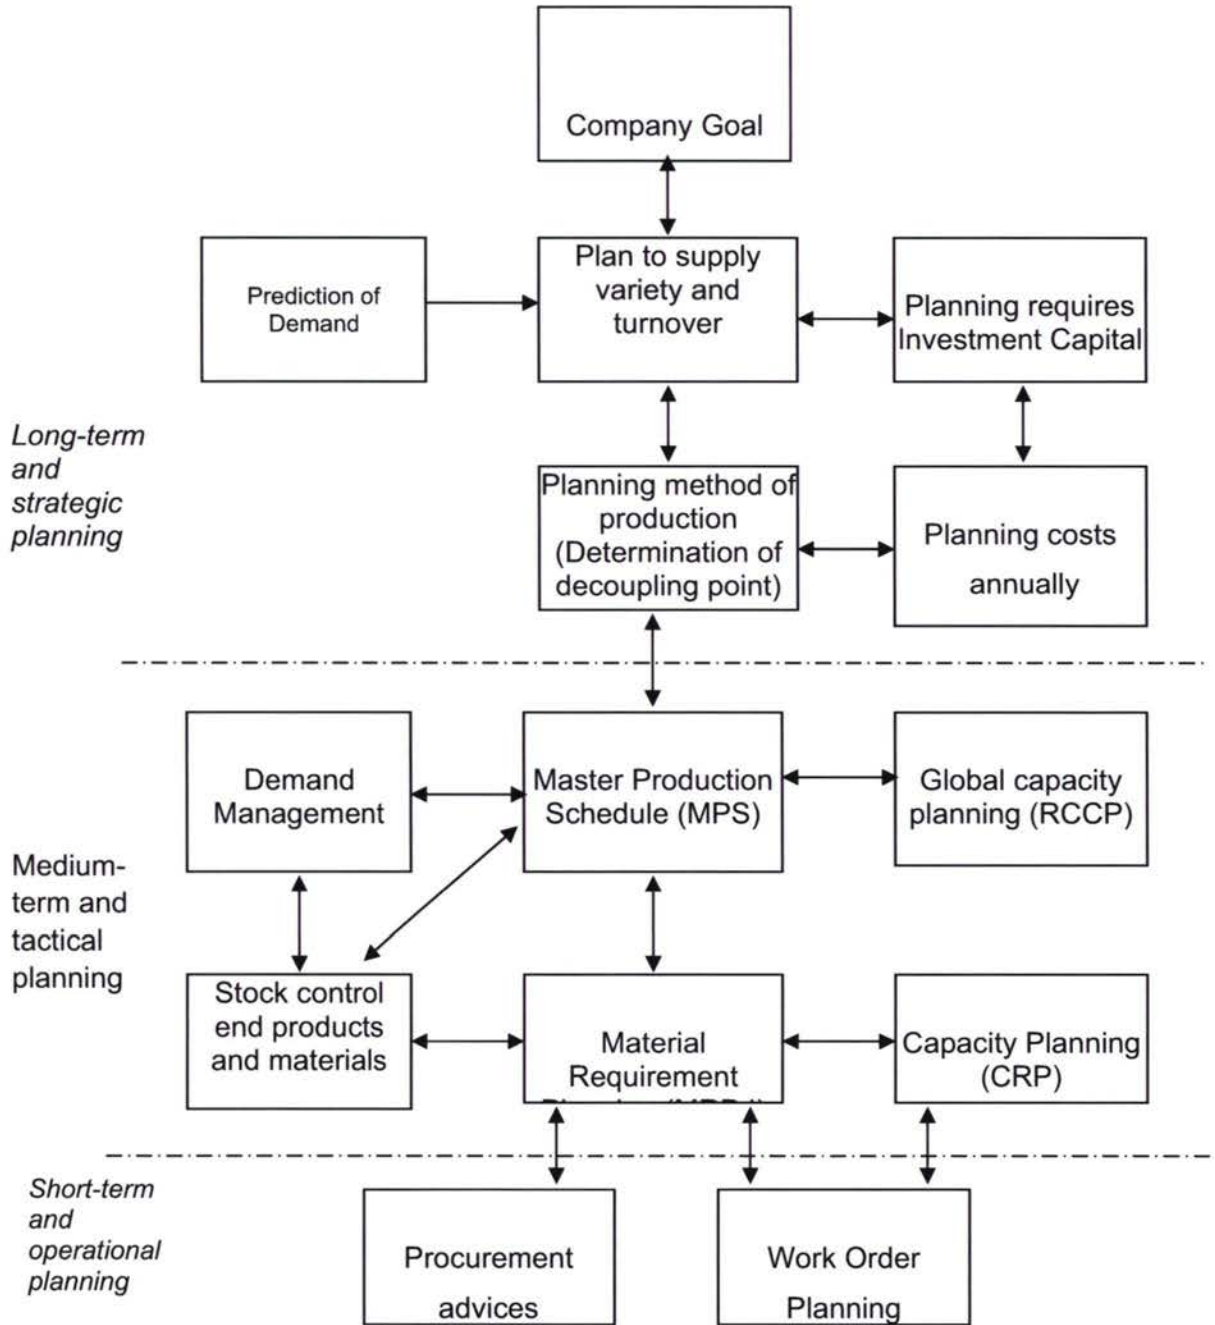 Company Goal
Prediction of
Demand
Plan to supply
variety and
turnover
Planning requires
Investment Capital
Long-term
and
strategic
planning
Planning method of
production
(Determination of
decoupling point)
Planning costs
annually
Demand
Management
Master Production
Schedule (MPS)
Global capacity
planning (RCCP)
Medium-
term and
tactical
planning
Stock control
end products
and materials
Material
Requirement
Capacity Planning
(CRP)
Short-term
and
operational
planning
Procurement
advices
Work Order
Planning